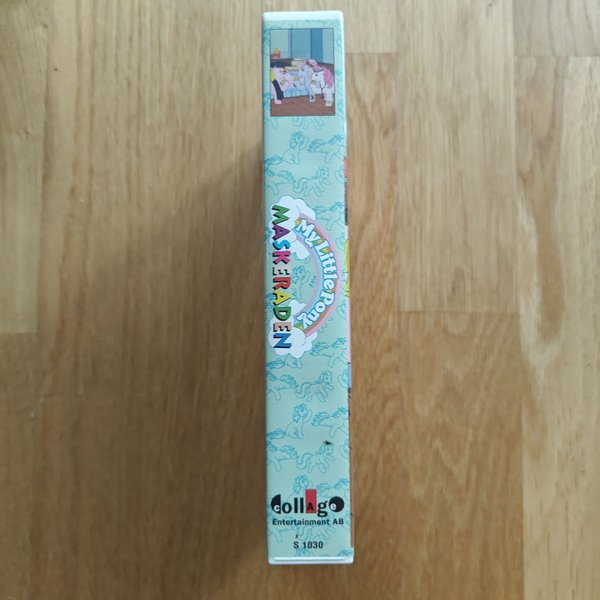 My Little Pony
MASKERADEN
collAge
Entertainment AB
S 1030